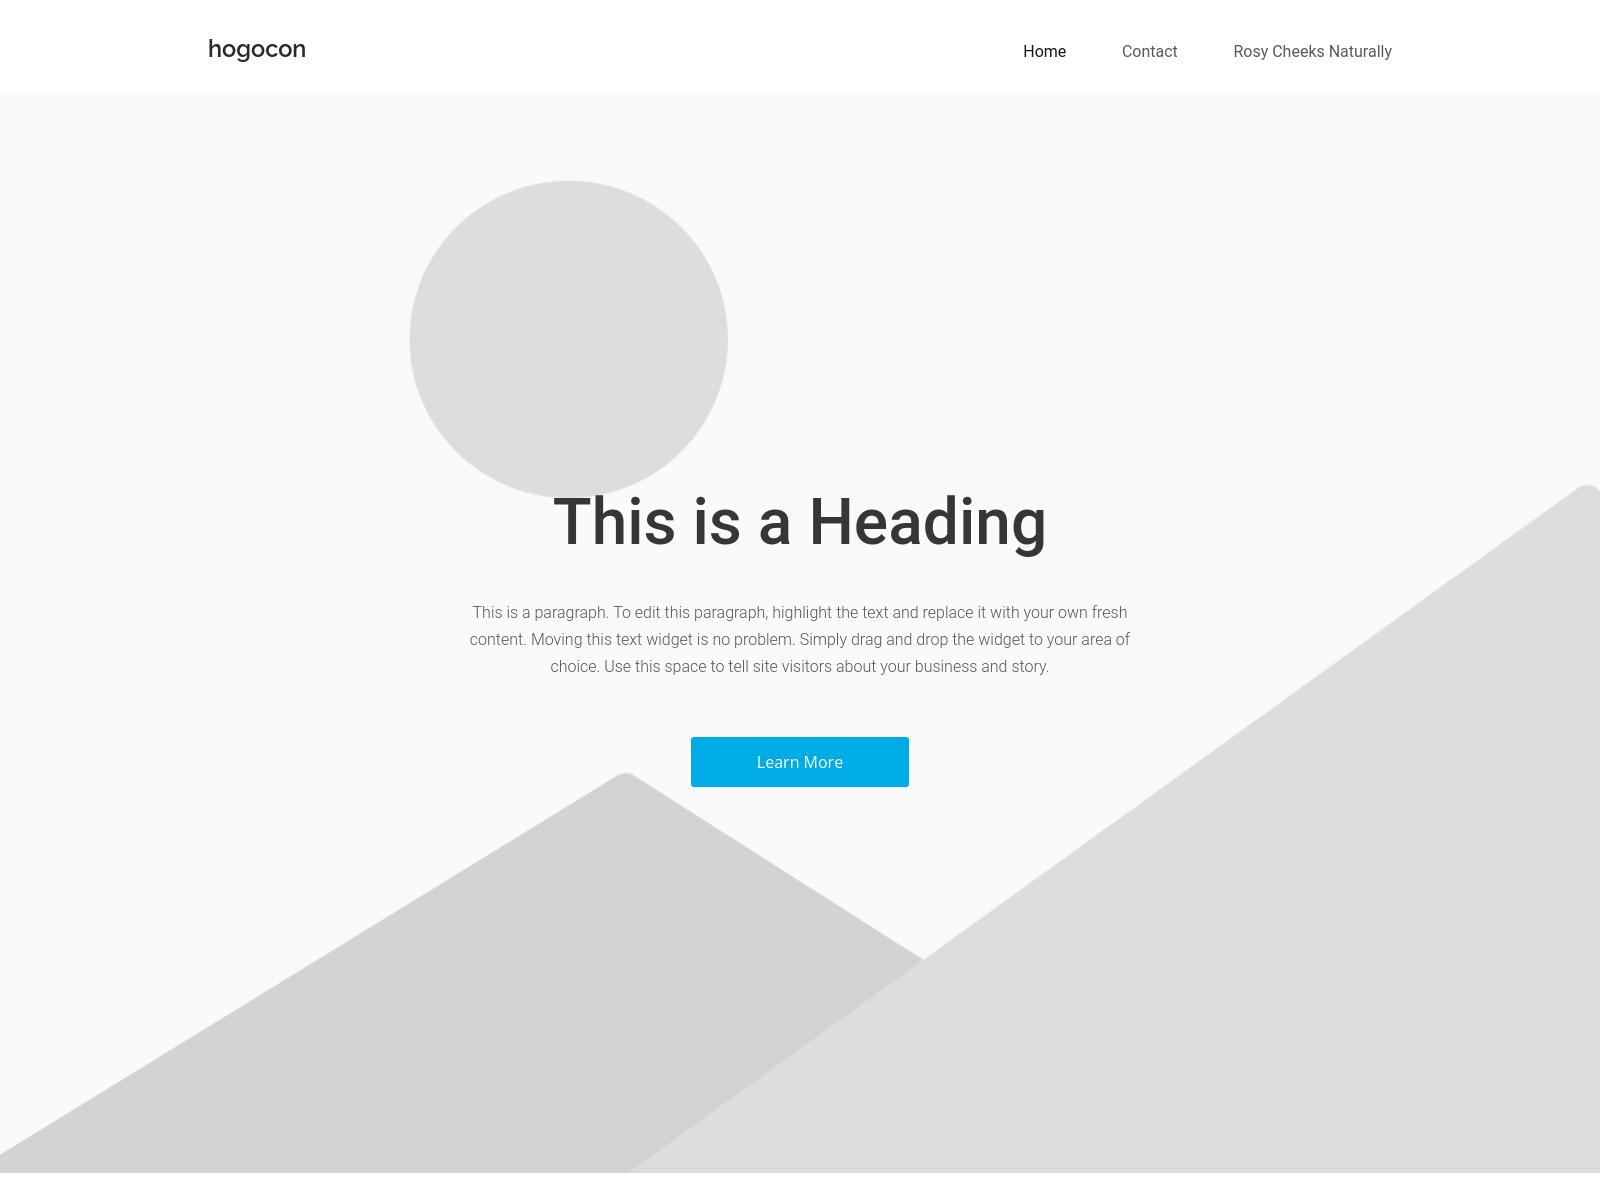 hogocon
Home
Contact
Rosy Cheeks Naturally
This is a Heading
This is a paragraph. To edit this paragraph, highlight the text and replace it with your own fresh
content. Moving this text widget is no problem. Simply drag and drop the widget to your area of
choice. Use this space to tell site visitors about your business and story.
Learn More